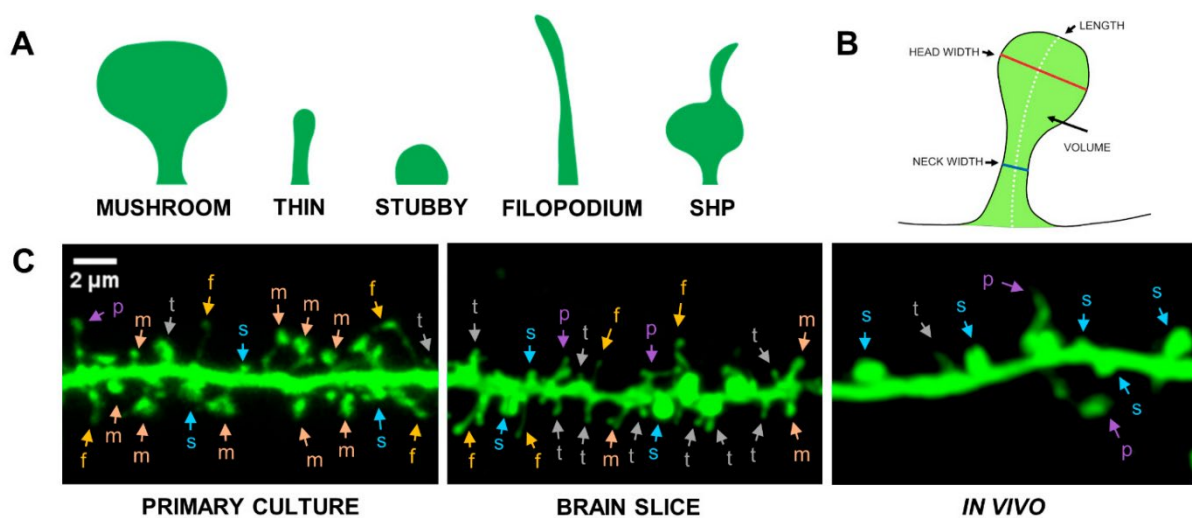 A
MUSHROOM
THIN
STUBBY
FILOPODIUM
SHP
B
LENGTH
HEAD WIDTH
VOLUME
NECK WIDTH
C
2 µm
p
m
t
f
s
m
m
m
f
t
f
m
m
s
m
m
m
s
f
PRIMARY CULTURE
t
s
p
t
f
p
f
t
m
f
s
f
t
t
m
t
s
t
t
t
m
BRAIN SLICE
s
t
s
p
s
s
s
p
IN VIVO